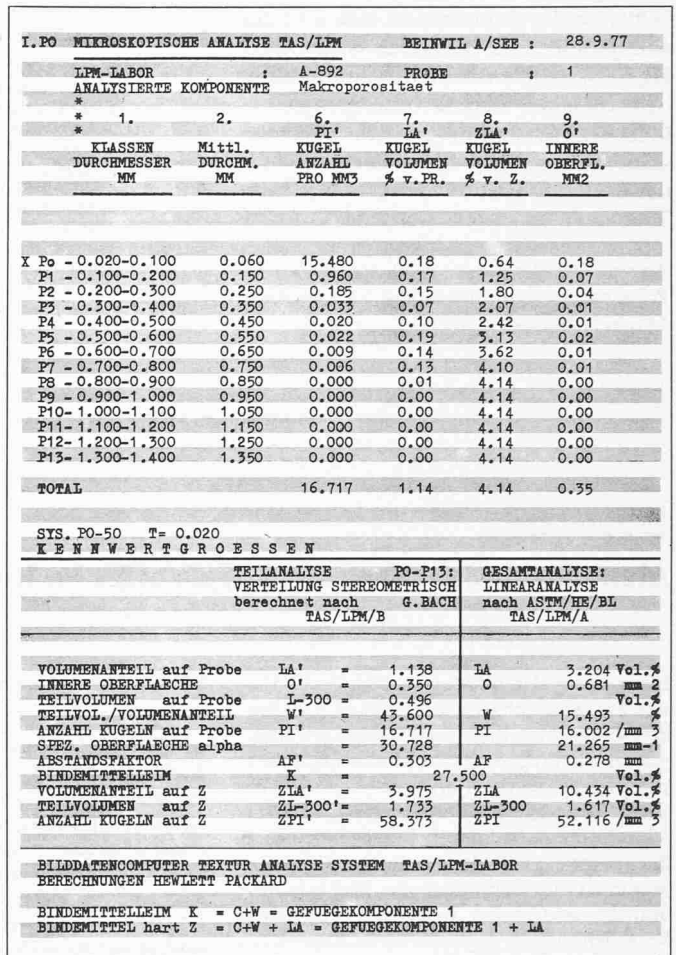 I.PO MIKROSKOPISCHE ANALYSE TAS/LPM BEINWIL A/SEE : 28.9.77
LPM-LABOR : A-892 PROBE : 1
ANALYSIERTE KOMPONENTE Makroporositaet
*
* 1. 2. 6. 7. 8. 9.
* PI' LA' ZLA' O'
KLASSEN Mittl. KUGEL KUGEL KUGEL INNERE
DURCHMESSER DURCHM. ANZAHL VOLUMEN VOLUMEN OBERFL.
MM MM PRO MM3 % v.PR. % v. Z. MM2
X Po - 0.020-0.100 0.060 15.480 0.18 0.64 0.18
P1 - 0.100-0.200 0.150 0.960 0.17 1.25 0.07
P2 - 0.200-0.300 0.250 0.185 0.15 1.80 0.04
P3 - 0.300-0.400 0.350 0.033 0.07 2.07 0.01
P4 - 0.400-0.500 0.450 0.020 0.10 2.42 0.01
P5 - 0.500-0.600 0.550 0.022 0.19 3.13 0.02
P6 - 0.600-0.700 0.650 0.009 0.14 3.62 0.01
P7 - 0.700-0.800 0.750 0.006 0.13 4.10 0.01
P8 - 0.800-0.900 0.850 0.000 0.01 4.14 0.00
P9 - 0.900-1.000 0.950 0.000 0.00 4.14 0.00
P10- 1.000-1.100 1.050 0.000 0.00 4.14 0.00
P11- 1.100-1.200 1.150 0.000 0.00 4.14 0.00
P12- 1.200-1.300 1.250 0.000 0.00 4.14 0.00
P13- 1.300-1.400 1.350 0.000 0.00 4.14 0.00
TOTAL 16.717 1.14 4.14 0.35
SYS. PO-50 T= 0.020
K E N N W E R T G R O E S S E N
TEILANALYSE PO-P13: GESAMTANALYSE:
VERTEILUNG STEREOMETRISCH LINEARANALYSE
berechnet nach G.BACH nach ASTM/HE/BL
TAS/LPM/B TAS/LPM/A
VOLUMENANTEIL auf Probe LA' = 1.138 LA 3.204 Vol.%
INNERE OBERFLAECHE O' = 0.350 O 0.681 mm 2
TEILVOLUMEN auf Probe L-300 = 0.496 Vol.%
TEILVOL./VOLUMENANTEIL W' = 43.600 W 15.493 %
ANZAHL KUGELN auf Probe PI' = 16.717 PI 16.002 /mm 3
SPEZ. OBERFLAECHE alpha = 30.728 21.265 mm-1
ABSTANDSFAKTOR AF' = 0.303 AF 0.278 mm
BINDEMITTELLEIM K = 27.500 Vol.%
VOLUMENANTEIL auf Z ZLA' = 3.975 ZLA 10.434 Vol.%
TEILVOLUMEN auf Z ZL-300'= 1.733 ZL-300 1.617 Vol.%
ANZAHL KUGELN auf Z ZPI' = 58.373 ZPI 52.116 /mm 3
BILDDATENCOMPUTER TEXTUR ANALYSE SYSTEM TAS/LPM-LABOR
BERECHNUNGEN HEWLETT PACKARD
BINDEMITTELLEIM K = C+W = GEFUEGEKOMPONENTE 1
BINDEMITTEL hart Z = C+W + LA = GEFUEGEKOMPONENTE 1 + LA